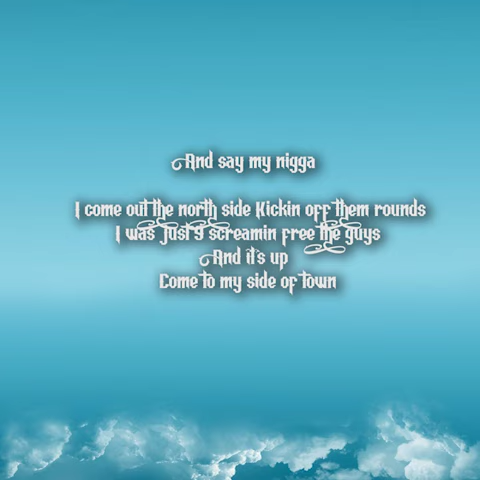 And say my nigga
I come out the north side Kickin off them rounds
I was just 9 screamin free the guys
And it's up
Come to my side of town